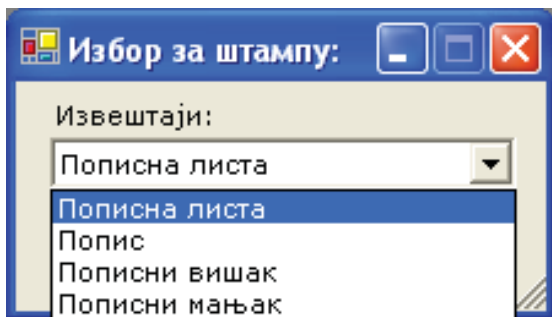 Избор за штампу:
Извештаји:
Пописна листа
Пописна листа
Попис
Пописни вишак
Пописни мањак